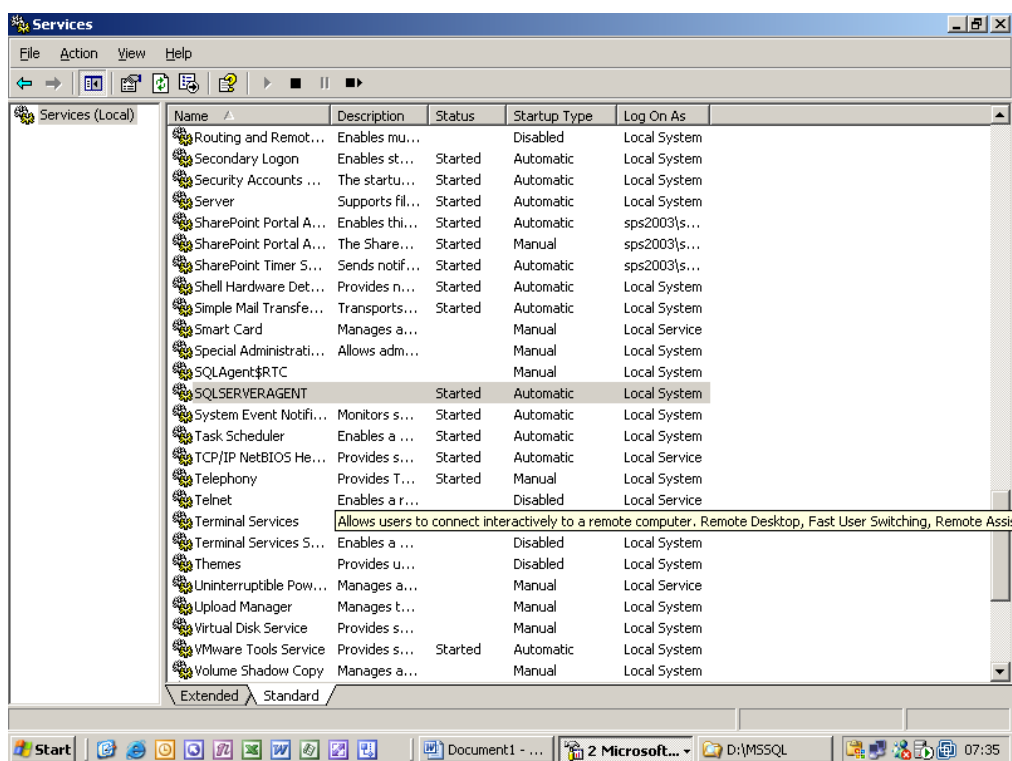 Services
File Action View Help
Services (Local)
Name Description Status Startup Type Log On As
Routing and Remot... Enables mu... Disabled Local System
Secondary Logon Enables st... Started Automatic Local System
Security Accounts ... The startu... Started Automatic Local System
Server Supports fil... Started Automatic Local System
SharePoint Portal A... Enables thi... Started Automatic sps2003\s...
SharePoint Portal A... The Share... Started Manual sps2003\s...
SharePoint Timer S... Sends notif... Started Automatic sps2003\s...
Shell Hardware Det... Provides n... Started Automatic Local System
Simple Mail Transfe... Transports... Started Automatic Local System
Smart Card Manages a... Manual Local Service
Special Administrati... Allows adm... Manual Local System
SQLAgent$RTC Manual Local System
SQLSERVERAGENT Started Automatic Local System
System Event Notifi... Monitors s... Started Automatic Local System
Task Scheduler Enables a ... Started Automatic Local System
TCP/IP NetBIOS He... Provides s... Started Automatic Local Service
Telephony Provides T... Started Manual Local System
Telnet Enables a r... Disabled Local Service
Terminal Services Allows users to connect interactively to a remote computer. Remote Desktop, Fast User Switching, Remote Assis
Terminal Services S... Enables a ... Disabled Local System
Themes Provides u... Disabled Local System
Uninterruptible Pow... Manages a... Manual Local Service
Upload Manager Manages t... Manual Local System
Virtual Disk Service Provides s... Manual Local System
VMware Tools Service Provides s... Started Automatic Local System
Volume Shadow Copy Manages a... Manual Local System
Extended Standard
Start Document1 - ... 2 Microsoft... D:\MSSQL 07:35